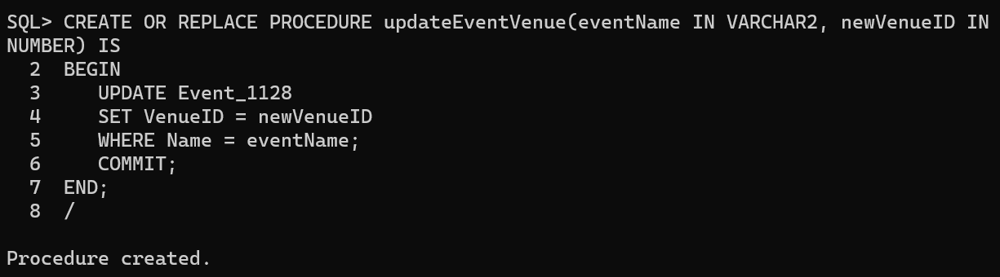 SQL> CREATE OR REPLACE PROCEDURE updateEventVenue(eventName IN VARCHAR2, newVenueID IN
NUMBER) IS
  2  BEGIN
  3     UPDATE Event_1128
  4     SET VenueID = newVenueID
  5     WHERE Name = eventName;
  6     COMMIT;
  7  END;
  8  /
Procedure created.